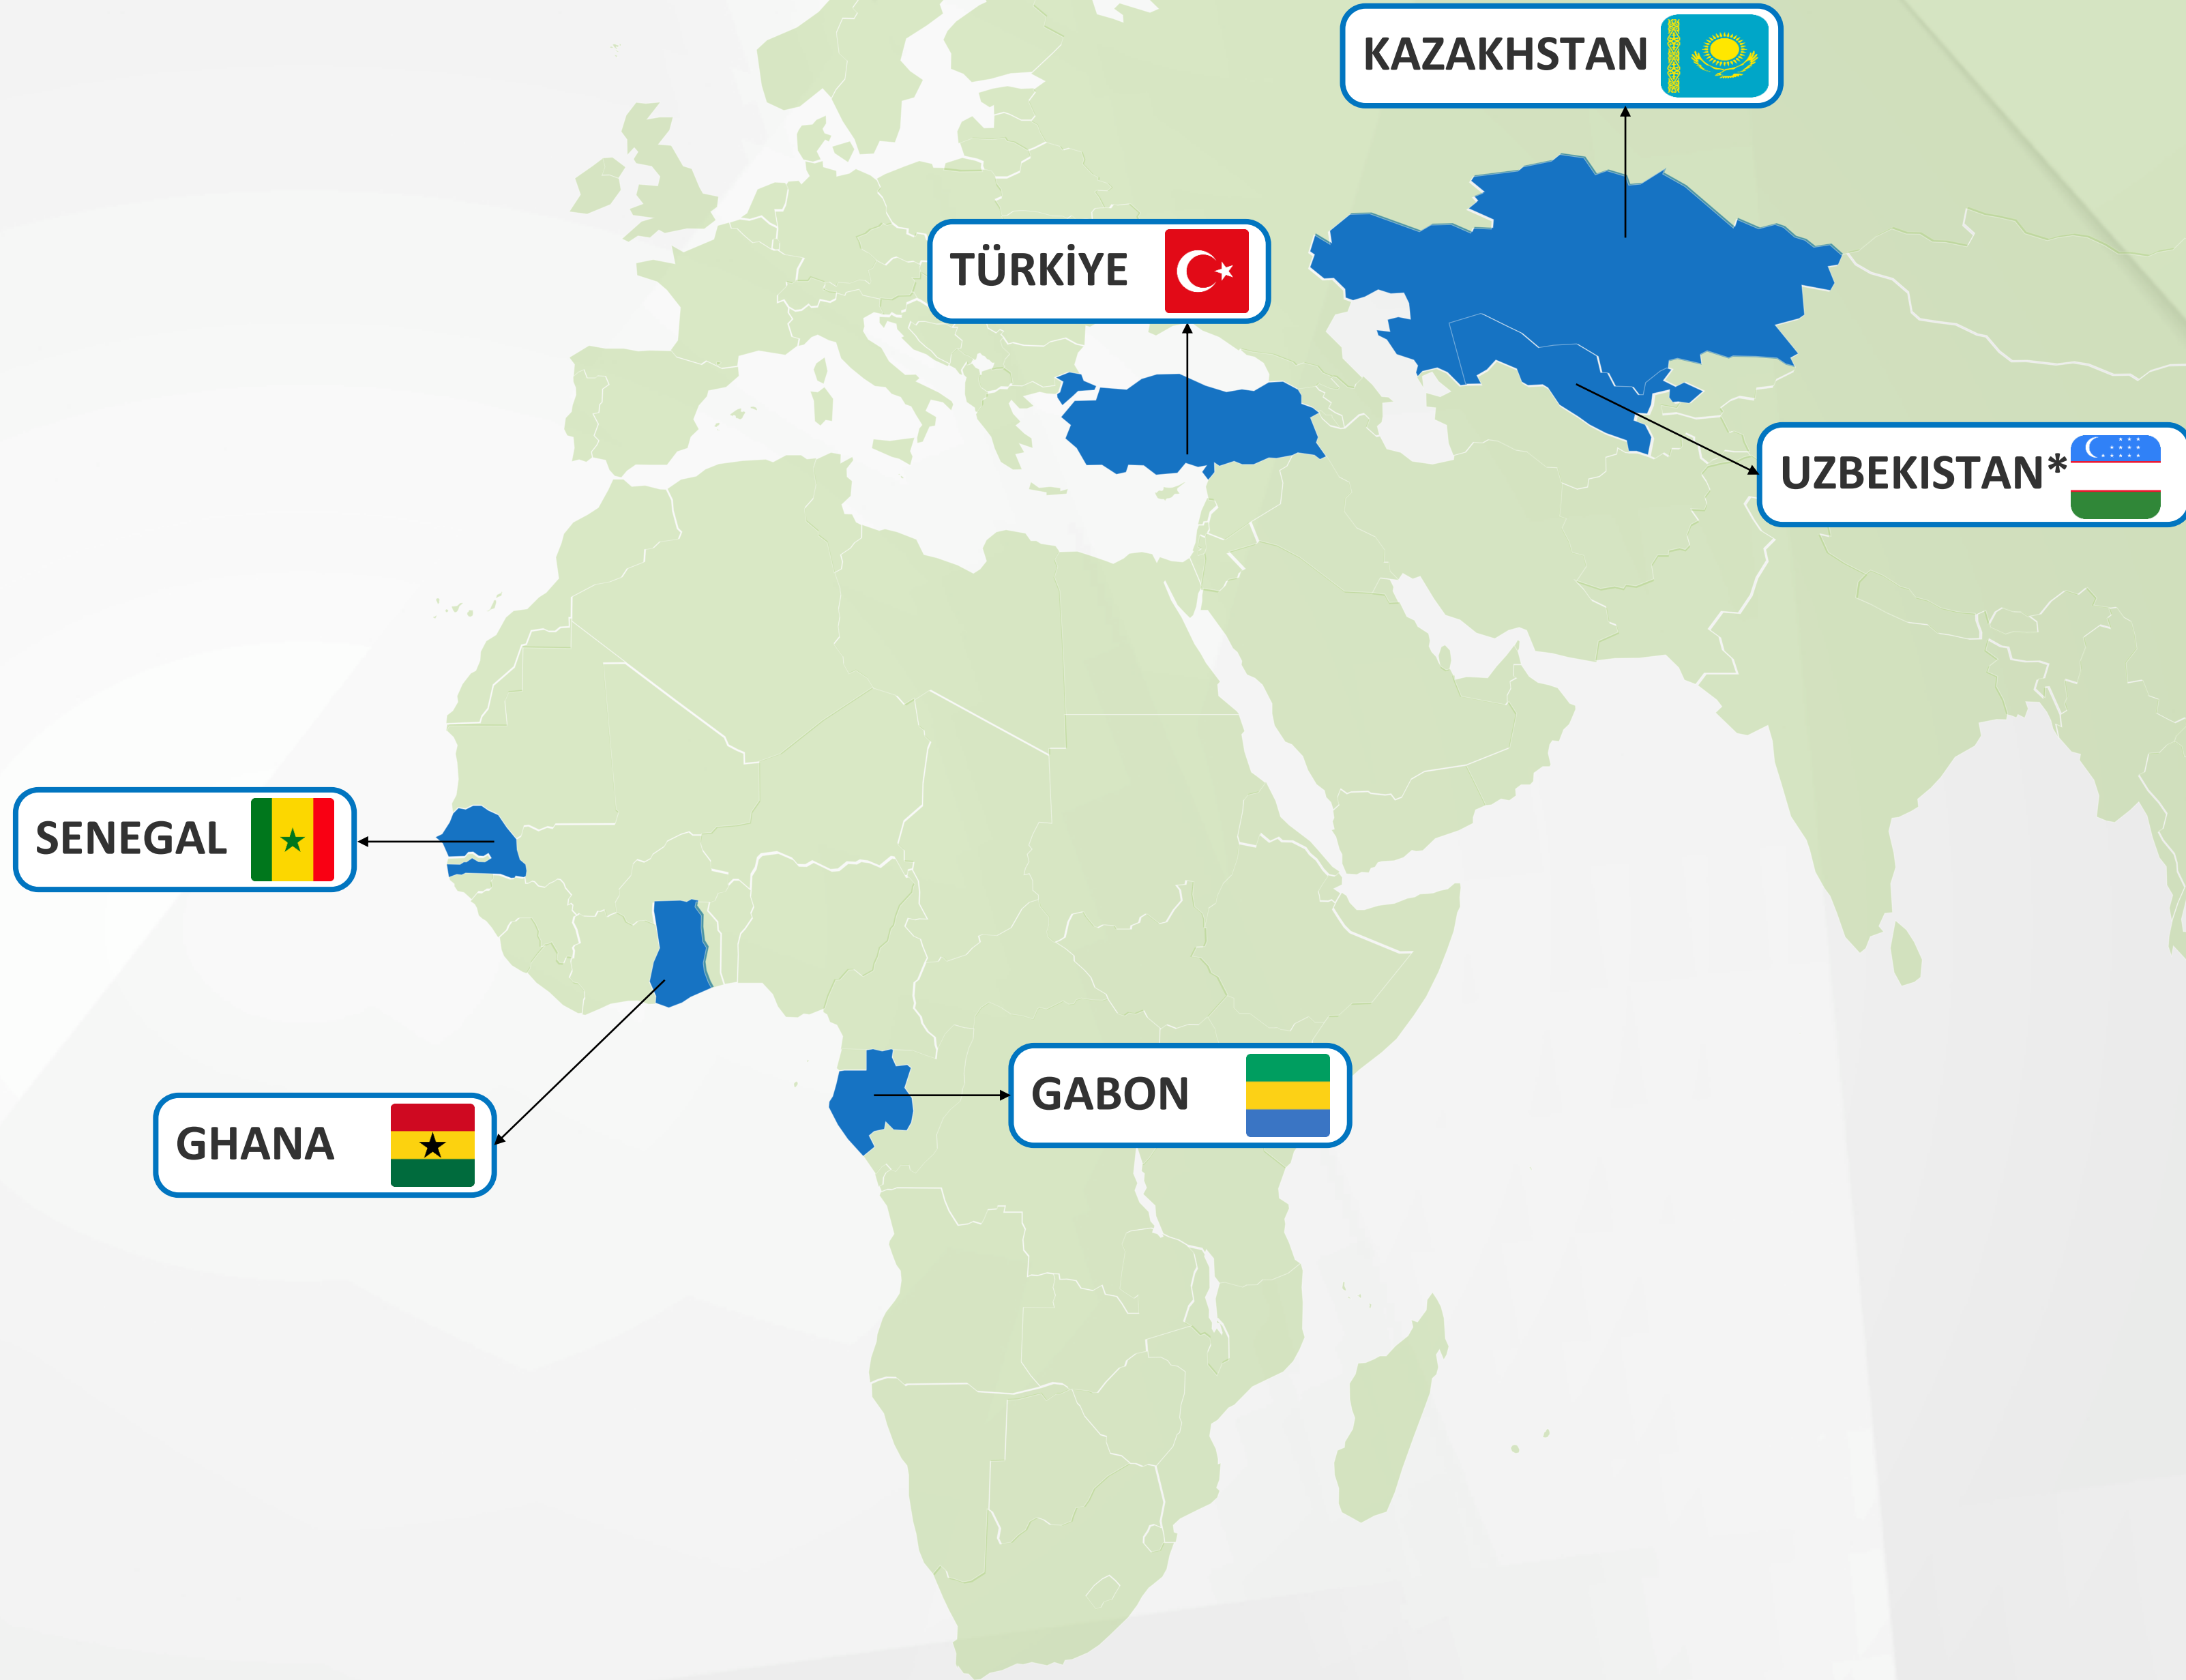 KAZAKHSTAN
TÜRKİYE
UZBEKISTAN*
SENEGAL
GABON
GHANA